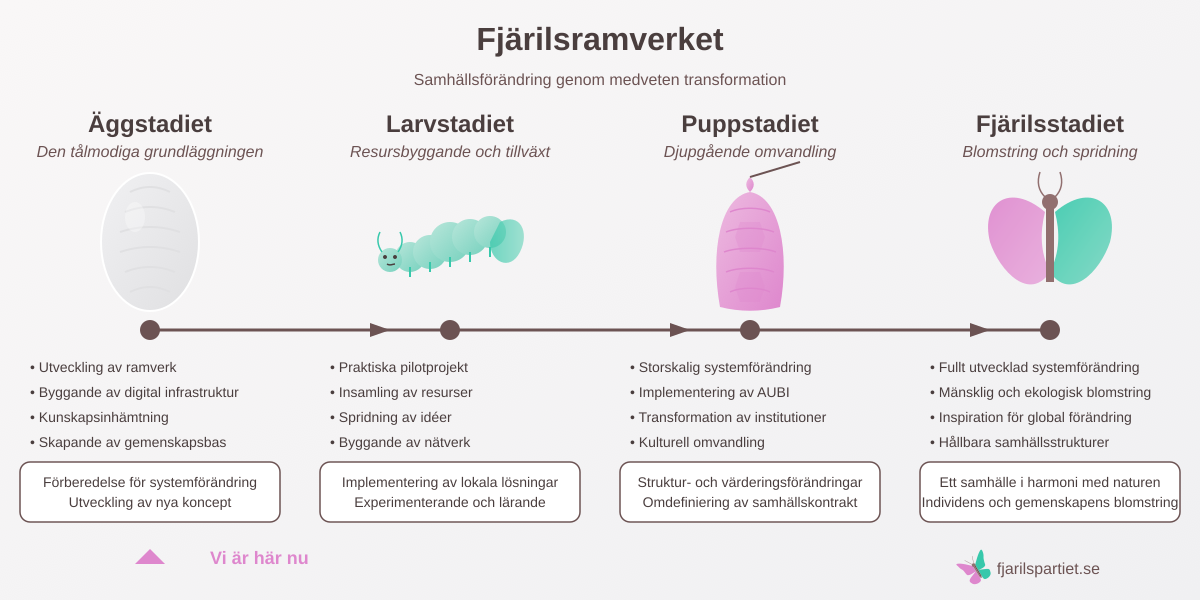 Fjärilsramverket
Samhällsförändring genom medveten transformation
Äggstadiet
Den tålmodiga grundläggningen
Larvstadiet
Resursbyggande och tillväxt
Puppstadiet
Djupgående omvandling
Fjärilsstadiet
Blomstring och spridning
• Utveckling av ramverk
• Byggande av digital infrastruktur
• Kunskapsinhämtning
• Skapande av gemenskapsbas
• Praktiska pilotprojekt
• Insamling av resurser
• Spridning av idéer
• Byggande av nätverk
• Storskalig systemförändring
• Implementering av AUBI
• Transformation av institutioner
• Kulturell omvandling
• Fullt utvecklad systemförändring
• Mänsklig och ekologisk blomstring
• Inspiration för global förändring
• Hållbara samhällsstrukturer
Förberedelse för systemförändring
Utveckling av nya koncept
Implementering av lokala lösningar
Experimenterande och lärande
Struktur- och värderingsförändringar
Omdefiniering av samhällskontrakt
Ett samhälle i harmoni med naturen
Individens och gemenskapens blomstring
Vi är här nu
fjarilspartiet.se